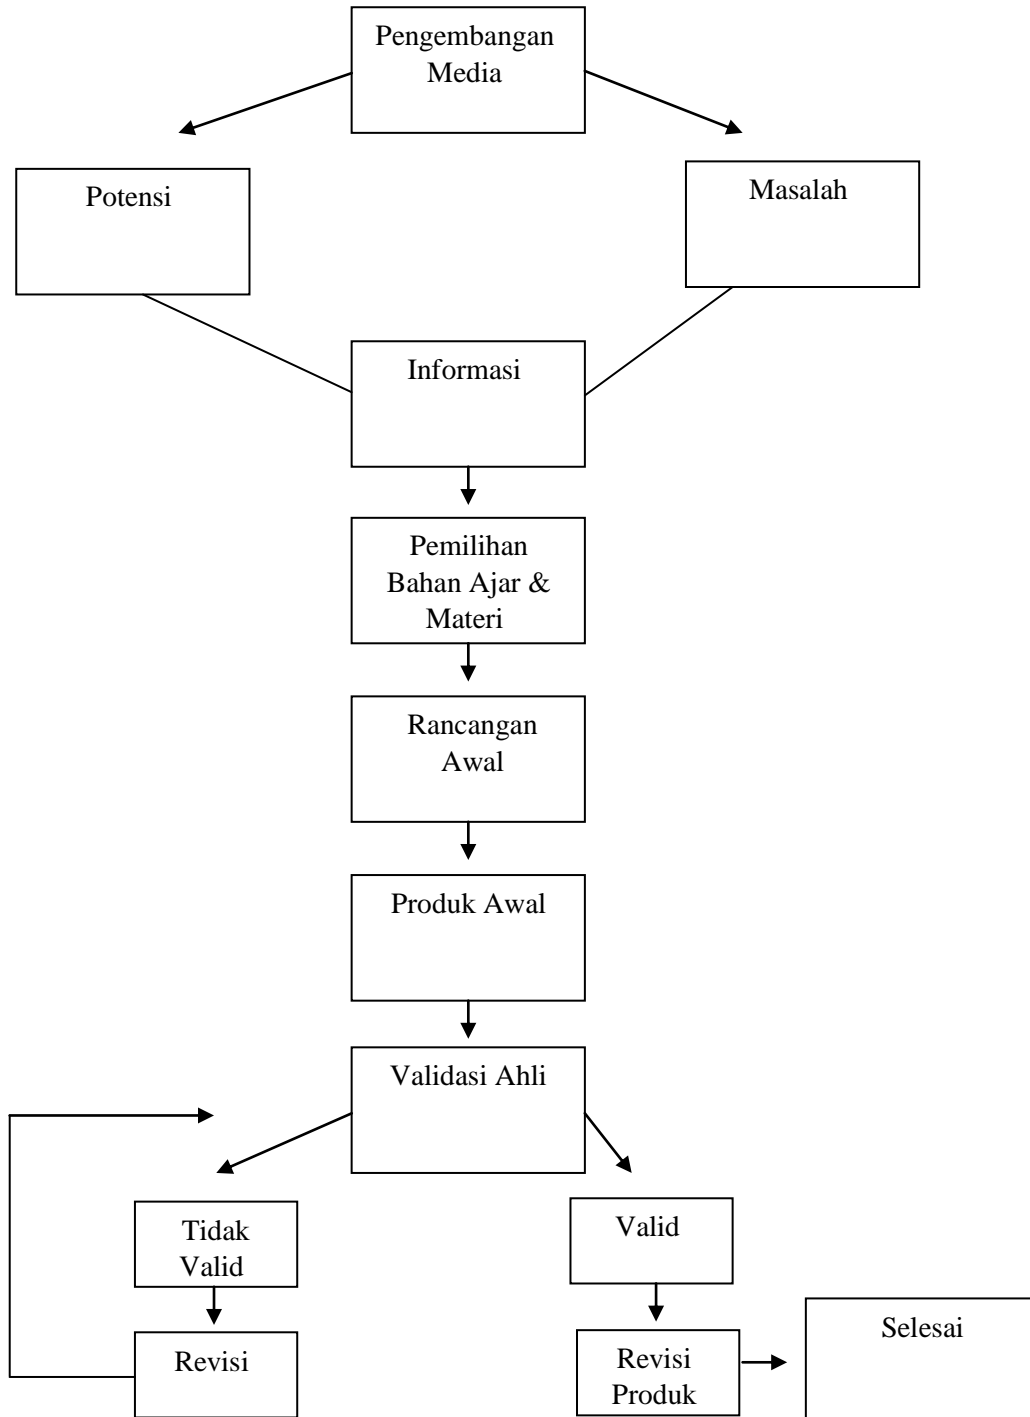 Pengembangan
Media
Potensi
Masalah
Informasi
Pemilihan
Bahan Ajar &
Materi
Rancangan
Awal
Produk Awal
Validasi Ahli
Tidak
Valid
Valid
Revisi
Revisi
Produk
Selesai